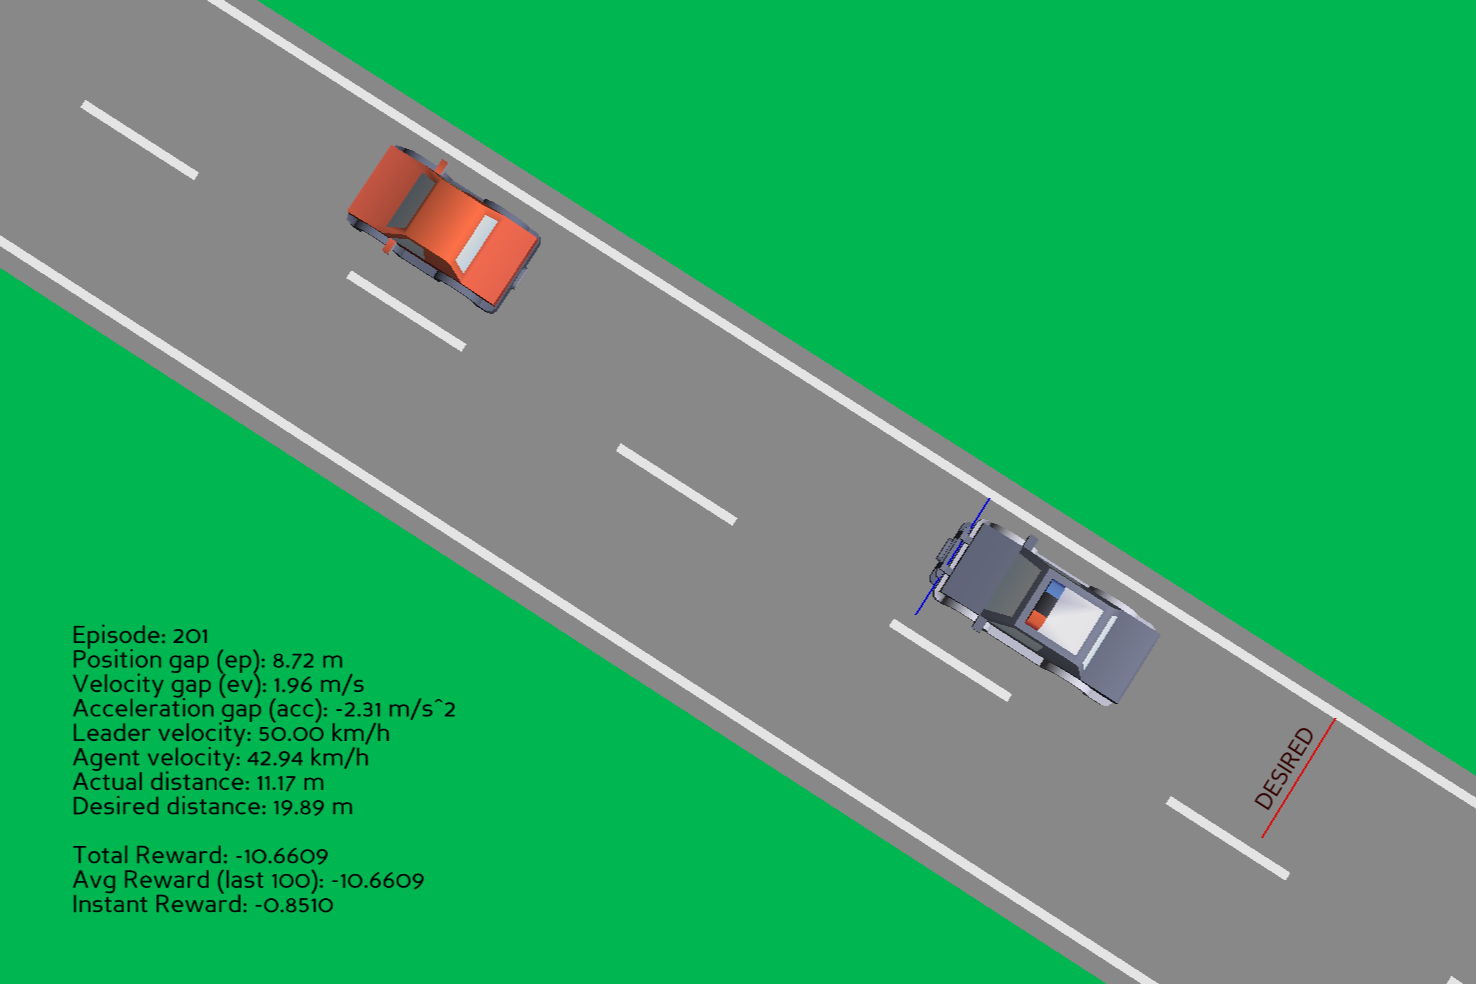 Episode: 201
Position gap (ep): 8.72 m
Velocity gap (ev): 1.96 m/s
Acceleration gap (acc): -2.31 m/s^2
Leader velocity: 50.00 km/h
Agent velocity: 42.94 km/h
Actual distance: 11.17 m
Desired distance: 19.89 m
Total Reward: -10.6609
Avg Reward (last 100): -10.6609
Instant Reward: -0.8510
DESIRED